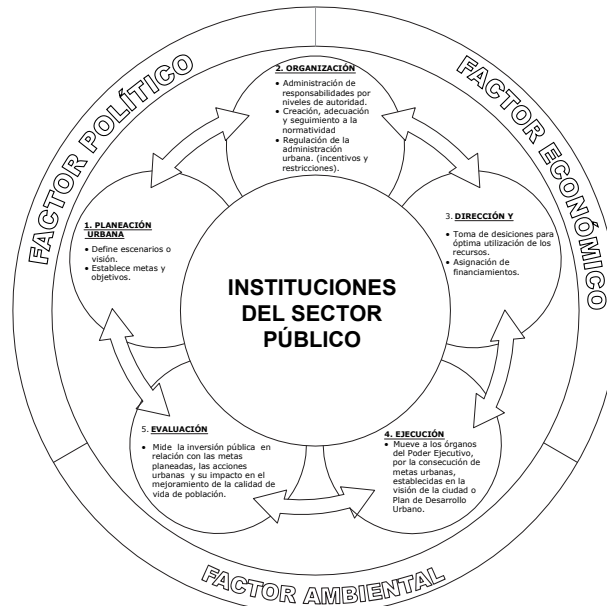 FACTOR POLÍTICO
FACTOR ECONÓMICO
2. ORGANIZACIÓN
• Administración de
responsabilidades por
niveles de autoridad.
• Creación, adecuación
y seguimiento a la
normatividad
• Regulación de la
administración
urbana. (incentivos y
restricciones).
1. PLANEACIÓN
URBANA
• Define escenarios o
visión.
• Establece metas y
objetivos.
3. DIRECCIÓN Y
• Toma de desiciones para
óptima utilización de los
recursos.
• Asignación de
financiamientos.
INSTITUCIONES
DEL SECTOR
PÚBLICO
5. EVALUACIÓN
• Mide la inversión pública en
relación con las metas
planeadas, las acciones
urbanas y su impacto en el
mejoramiento de la calidad de
vida de población.
4. EJECUCIÓN
• Mueve a los órganos
del Poder Ejecutivo,
por la consecución de
metas urbanas,
establecidas en la
visión de la ciudad o
Plan de Desarrollo
Urbano.
FACTOR AMBIENTAL